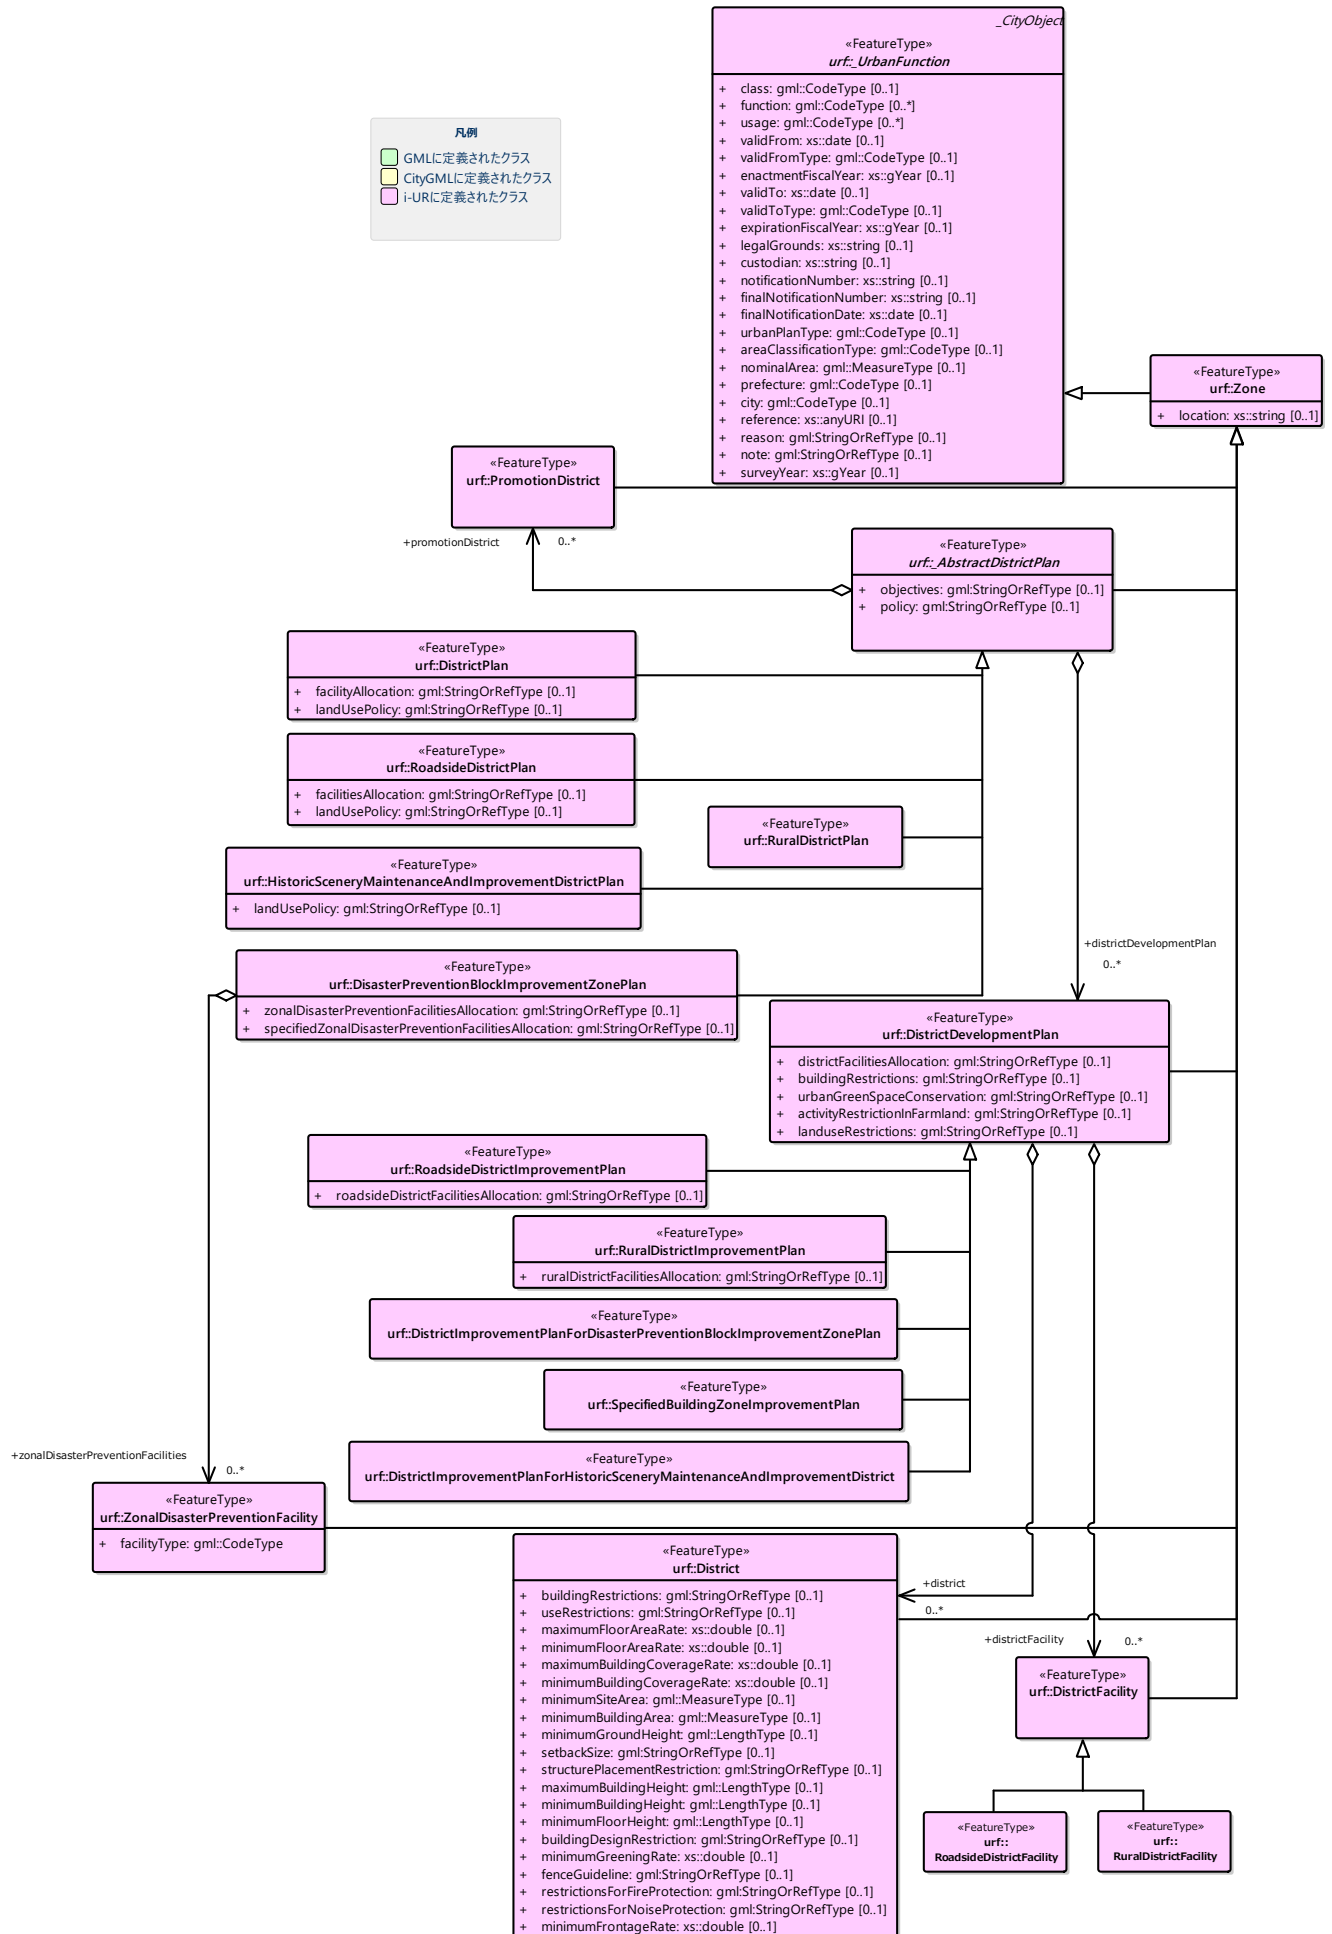 _CityObject
«FeatureType»
urf::_UrbanFunction
+ class: gml::CodeType [0..1]
+ function: gml::CodeType [0..*]
+ usage: gml::CodeType [0..*]
+ validFrom: xs::date [0..1]
+ validFromType: gml::CodeType [0..1]
+ enactmentFiscalYear: xs::gYear [0..1]
+ validTo: xs::date [0..1]
+ validToType: gml::CodeType [0..1]
+ expirationFiscalYear: xs::gYear [0..1]
+ legalGrounds: xs::string [0..1]
+ custodian: xs::string [0..1]
+ notificationNumber: xs::string [0..1]
+ finalNotificationNumber: xs::string [0..1]
+ finalNotificationDate: xs::date [0..1]
+ urbanPlanType: gml::CodeType [0..1]
+ areaClassificationType: gml::CodeType [0..1]
+ nominalArea: gml::MeasureType [0..1]
+ prefecture: gml::CodeType [0..1]
+ city: gml::CodeType [0..1]
+ reference: xs::anyURI [0..1]
+ reason: gml:StringOrRefType [0..1]
+ note: gml:StringOrRefType [0..1]
+ surveyYear: xs::gYear [0..1]
凡例
GMLに定義されたクラス
CityGMLに定義されたクラス
i-URに定義されたクラス
«FeatureType»
urf::Zone
+ location: xs::string [0..1]
«FeatureType»
urf::PromotionDistrict
+promotionDistrict
0..*
«FeatureType»
urf::_AbstractDistrictPlan
+ objectives: gml:StringOrRefType [0..1]
+ policy: gml:StringOrRefType [0..1]
«FeatureType»
urf::DistrictPlan
+ facilityAllocation: gml:StringOrRefType [0..1]
+ landUsePolicy: gml:StringOrRefType [0..1]
«FeatureType»
urf::RoadsideDistrictPlan
+ facilitiesAllocation: gml:StringOrRefType [0..1]
+ landUsePolicy: gml:StringOrRefType [0..1]
«FeatureType»
urf::RuralDistrictPlan
«FeatureType»
urf::HistoricSceneryMaintenanceAndImprovementDistrictPlan
+ landUsePolicy: gml:StringOrRefType [0..1]
+districtDevelopmentPlan
0..*
«FeatureType»
urf::DisasterPreventionBlockImprovementZonePlan
+ zonalDisasterPreventionFacilitiesAllocation: gml:StringOrRefType [0..1]
+ specifiedZonalDisasterPreventionFacilitiesAllocation: gml:StringOrRefType [0..1]
«FeatureType»
urf::DistrictDevelopmentPlan
+ districtFacilitiesAllocation: gml:StringOrRefType [0..1]
+ buildingRestrictions: gml:StringOrRefType [0..1]
+ urbanGreenSpaceConservation: gml:StringOrRefType [0..1]
+ activityRestrictionInFarmland: gml:StringOrRefType [0..1]
+ landuseRestrictions: gml:StringOrRefType [0..1]
«FeatureType»
urf::RoadsideDistrictImprovementPlan
+ roadsideDistrictFacilitiesAllocation: gml:StringOrRefType [0..1]
«FeatureType»
urf::RuralDistrictImprovementPlan
+ ruralDistrictFacilitiesAllocation: gml:StringOrRefType [0..1]
«FeatureType»
urf::DistrictImprovementPlanForDisasterPreventionBlockImprovementZonePlan
«FeatureType»
urf::SpecifiedBuildingZoneImprovementPlan
«FeatureType»
urf::DistrictImprovementPlanForHistoricSceneryMaintenanceAndImprovementDistrict
+zonalDisasterPreventionFacilities
0..*
«FeatureType»
urf::ZonalDisasterPreventionFacility
+ facilityType: gml::CodeType
«FeatureType»
urf::District
+ buildingRestrictions: gml:StringOrRefType [0..1]
+ useRestrictions: gml:StringOrRefType [0..1]
+ maximumFloorAreaRate: xs::double [0..1]
+ minimumFloorAreaRate: xs::double [0..1]
+ maximumBuildingCoverageRate: xs::double [0..1]
+ minimumBuildingCoverageRate: xs::double [0..1]
+ minimumSiteArea: gml::MeasureType [0..1]
+ minimumBuildingArea: gml::MeasureType [0..1]
+ minimumGroundHeight: gml::LengthType [0..1]
+ setbackSize: gml:StringOrRefType [0..1]
+ structurePlacementRestriction: gml:StringOrRefType [0..1]
+ maximumBuildingHeight: gml::LengthType [0..1]
+ minimumBuildingHeight: gml::LengthType [0..1]
+ minimumFloorHeight: gml::LengthType [0..1]
+ buildingDesignRestriction: gml:StringOrRefType [0..1]
+ minimumGreeningRate: xs::double [0..1]
+ fenceGuideline: gml:StringOrRefType [0..1]
+ restrictionsForFireProtection: gml:StringOrRefType [0..1]
+ restrictionsForNoiseProtection: gml:StringOrRefType [0..1]
+ minimumFrontageRate: xs::double [0..1]
+district
0..*
+districtFacility
0..*
«FeatureType»
urf::DistrictFacility
«FeatureType»
urf::
RoadsideDistrictFacility
«FeatureType»
urf::
RuralDistrictFacility